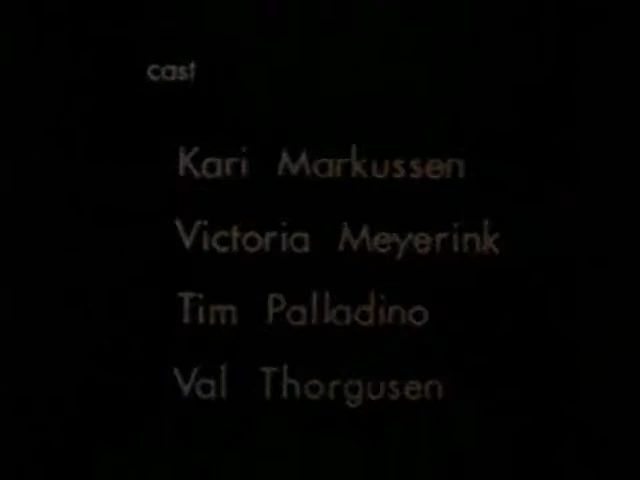 cast
Kari Markussen
Victoria Meyerink
Tim Palladino
Val Thorgusen